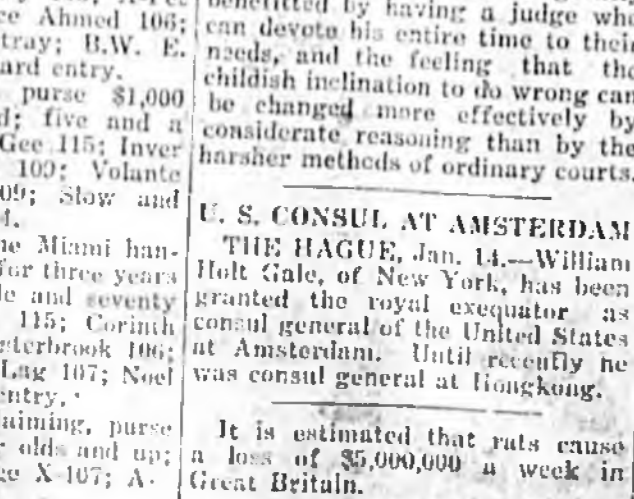 ce Ahmed 106;
tray; B.W. E.
ard entry.
purse $1,000
d; five and a
Gee 115; Inver
109; Volante
09; Slow and
he Miami han-
for three years
le and seventy
115; Corinth
sterbrook 106;
Lag 107; Noel
entry.
aiming, purse
olds and up;
ge X 107; A-
benefitted by having a judge who
can devote his entire time to their
needs, and the feeling that the
childish inclination to do wrong can
be changed more effectively by
considerate reasoning than by the
harsher methods of ordinary courts.
U. S. CONSUL AT AMSTERDAM
THE HAGUE, Jan. 14.—William
Holt Gale, of New York, has been
granted the royal exequator as
consul general of the United States
at Amsterdam. Until recently he
was consul general at Hongkong.
It is estimated that rats cause
a loss of $5,000,000 a week in
Great Britain.